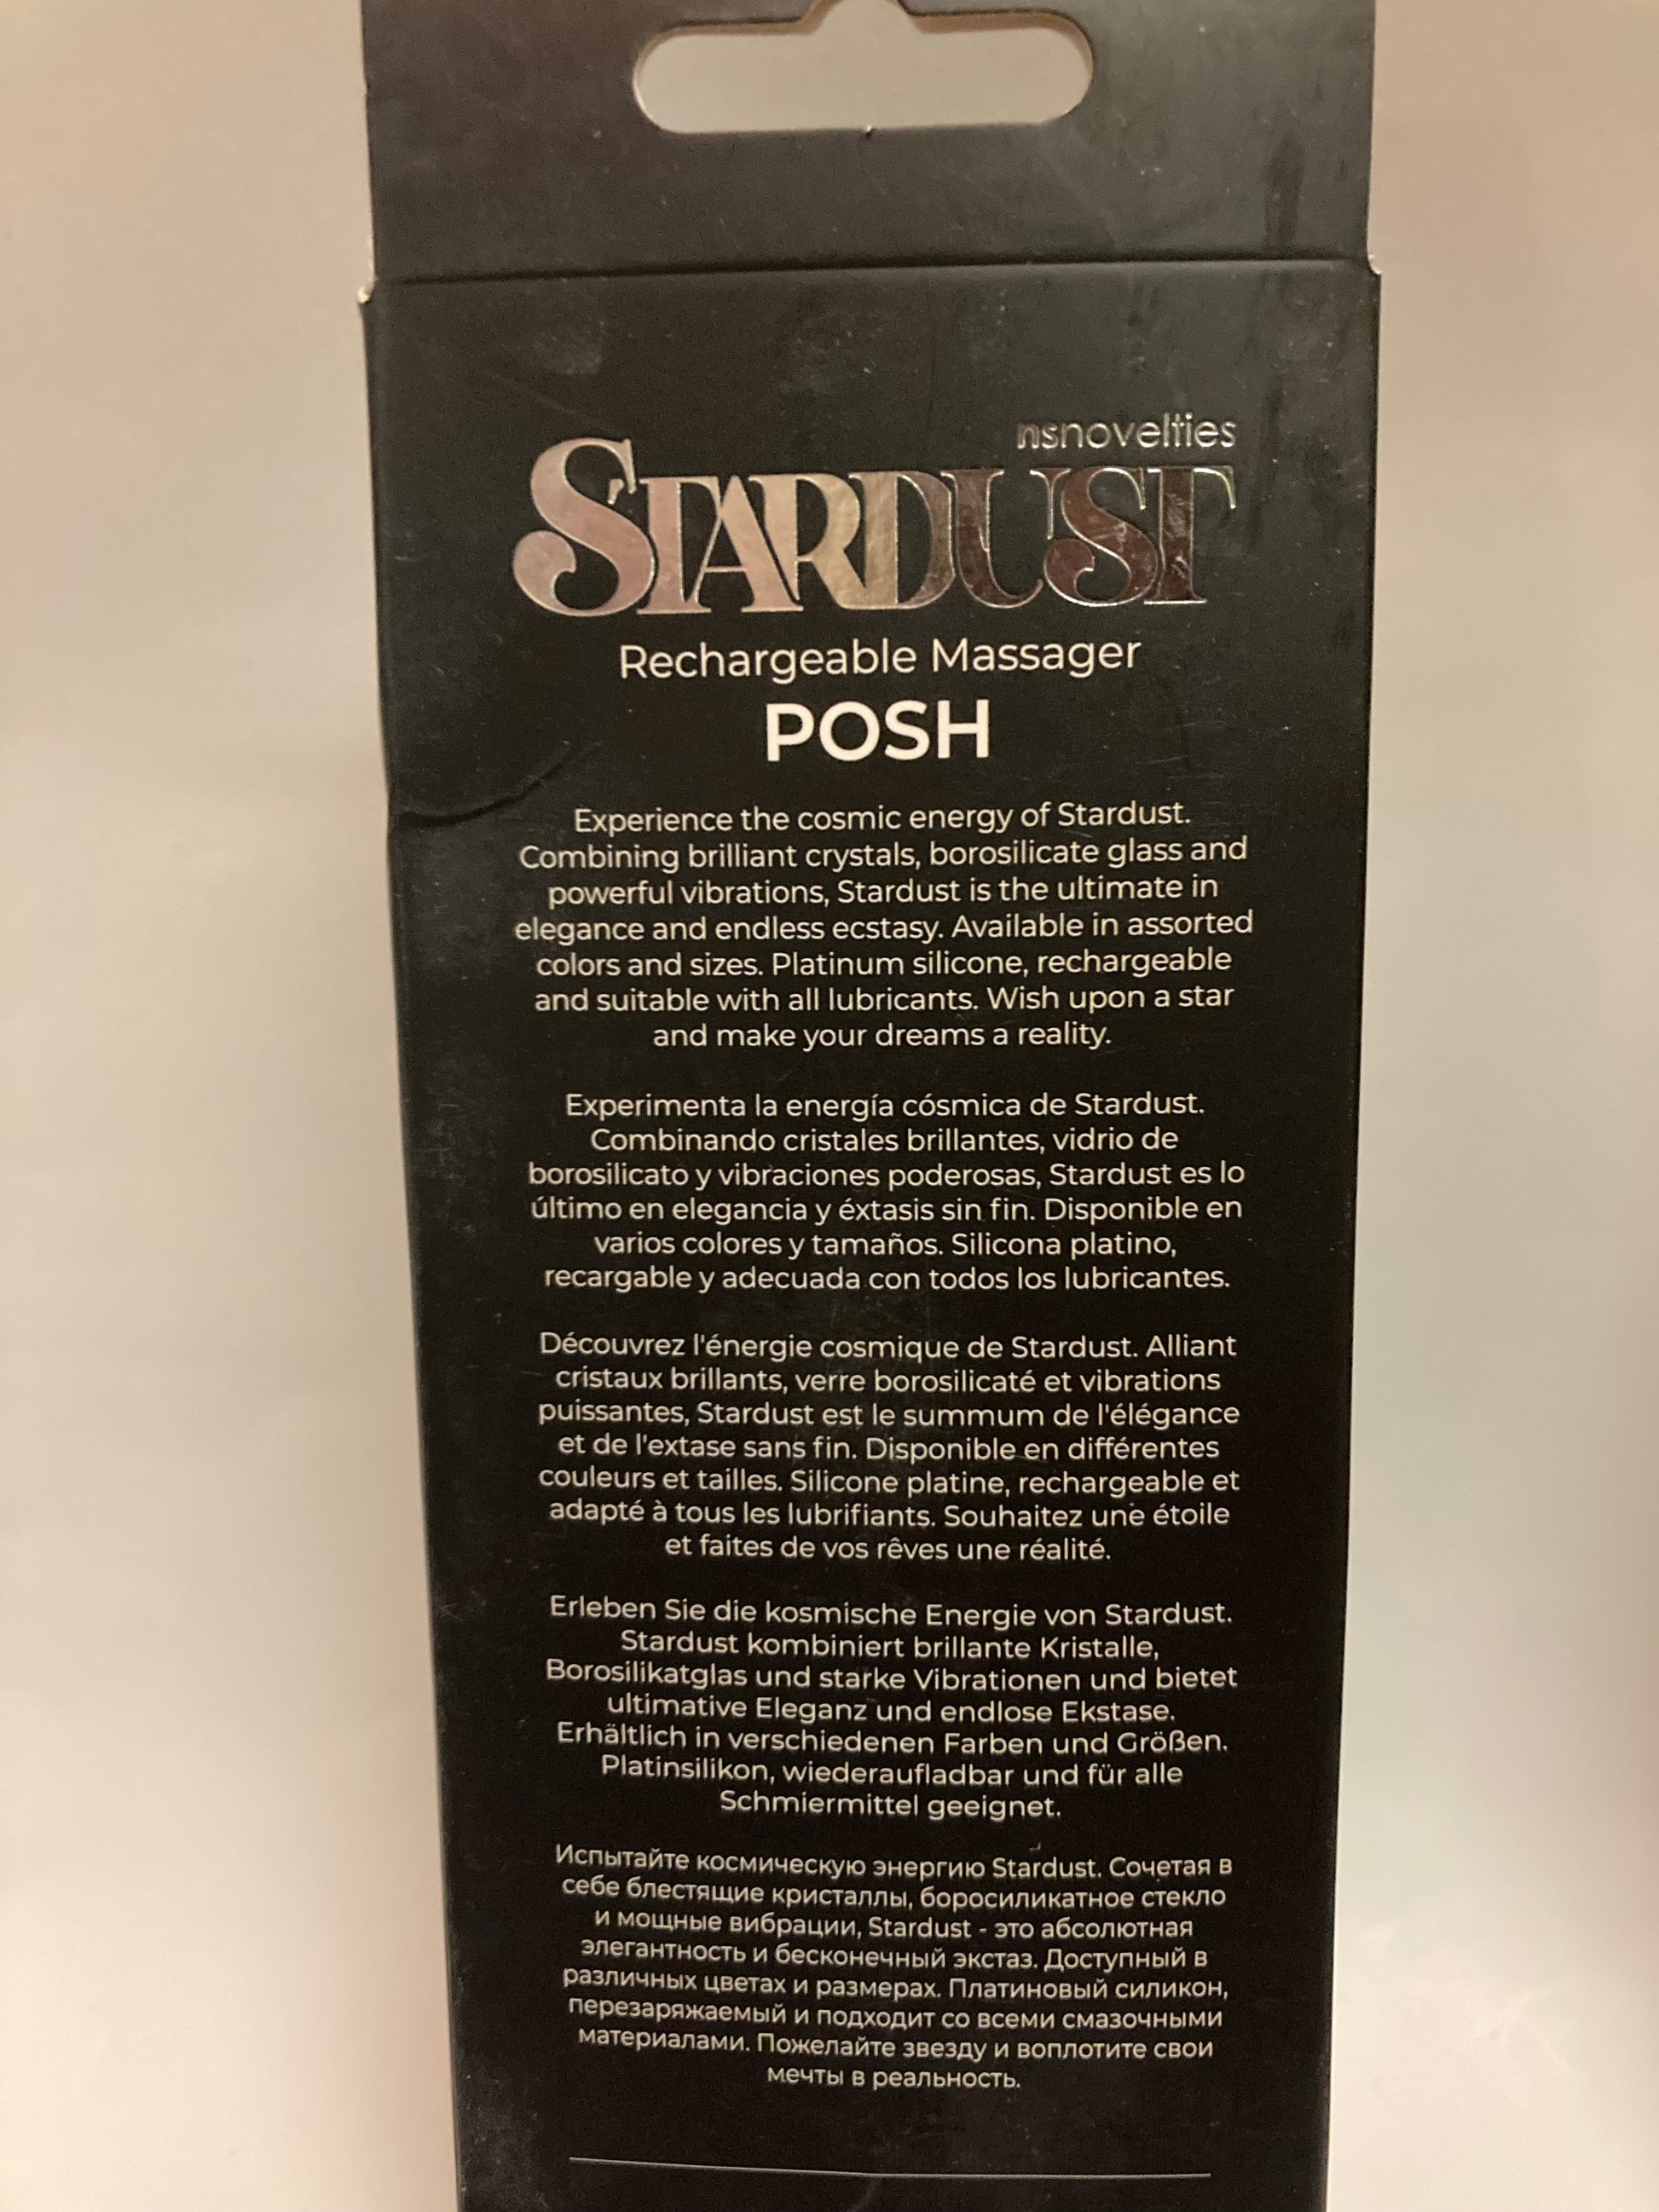 nsnovelties
STARDUST
Rechargeable Massager
POSH
Experience the cosmic energy of Stardust.
Combining brilliant crystals, borosilicate glass and
powerful vibrations, Stardust is the ultimate in
elegance and endless ecstasy. Available in assorted
colors and sizes. Platinum silicone, rechargeable
and suitable with all lubricants. Wish upon a star
and make your dreams a reality.
Experimenta la energía cósmica de Stardust.
Combinando cristales brillantes, vidrio de
borosilicato y vibraciones poderosas, Stardust es lo
último en elegancia y éxtasis sin fin. Disponible en
varios colores y tamaños. Silicona platino,
recargable y adecuada con todos los lubricantes.
Découvrez l'énergie cosmique de Stardust. Alliant
cristaux brillants, verre borosilicaté et vibrations
puissantes, Stardust est le summum de l'élégance
et de l'extase sans fin. Disponible en différentes
couleurs et tailles. Silicone platine, rechargeable et
adapté à tous les lubrifiants. Souhaitez une étoile
et faites de vos rêves une réalité.
Erleben Sie die kosmische Energie von Stardust.
Stardust kombiniert brillante Kristalle,
Borosilikatglas und starke Vibrationen und bietet
ultimative Eleganz und endlose Ekstase.
Erhältlich in verschiedenen Farben und Größen.
Platinsilikon, wiederaufladbar und für alle
Schmiermittel geeignet.
Испытайте космическую энергию Stardust. Сочетая в
себе блестящие кристаллы, боросиликатное стекло
и мощные вибрации, Stardust - это абсолютная
элегантность и бесконечный экстаз. Доступный в
различных цветах и размерах. Платиновый силикон,
перезаряжаемый и подходит со всеми смазочными
материалами. Пожелайте звезду и воплотите свои
мечты в реальность.